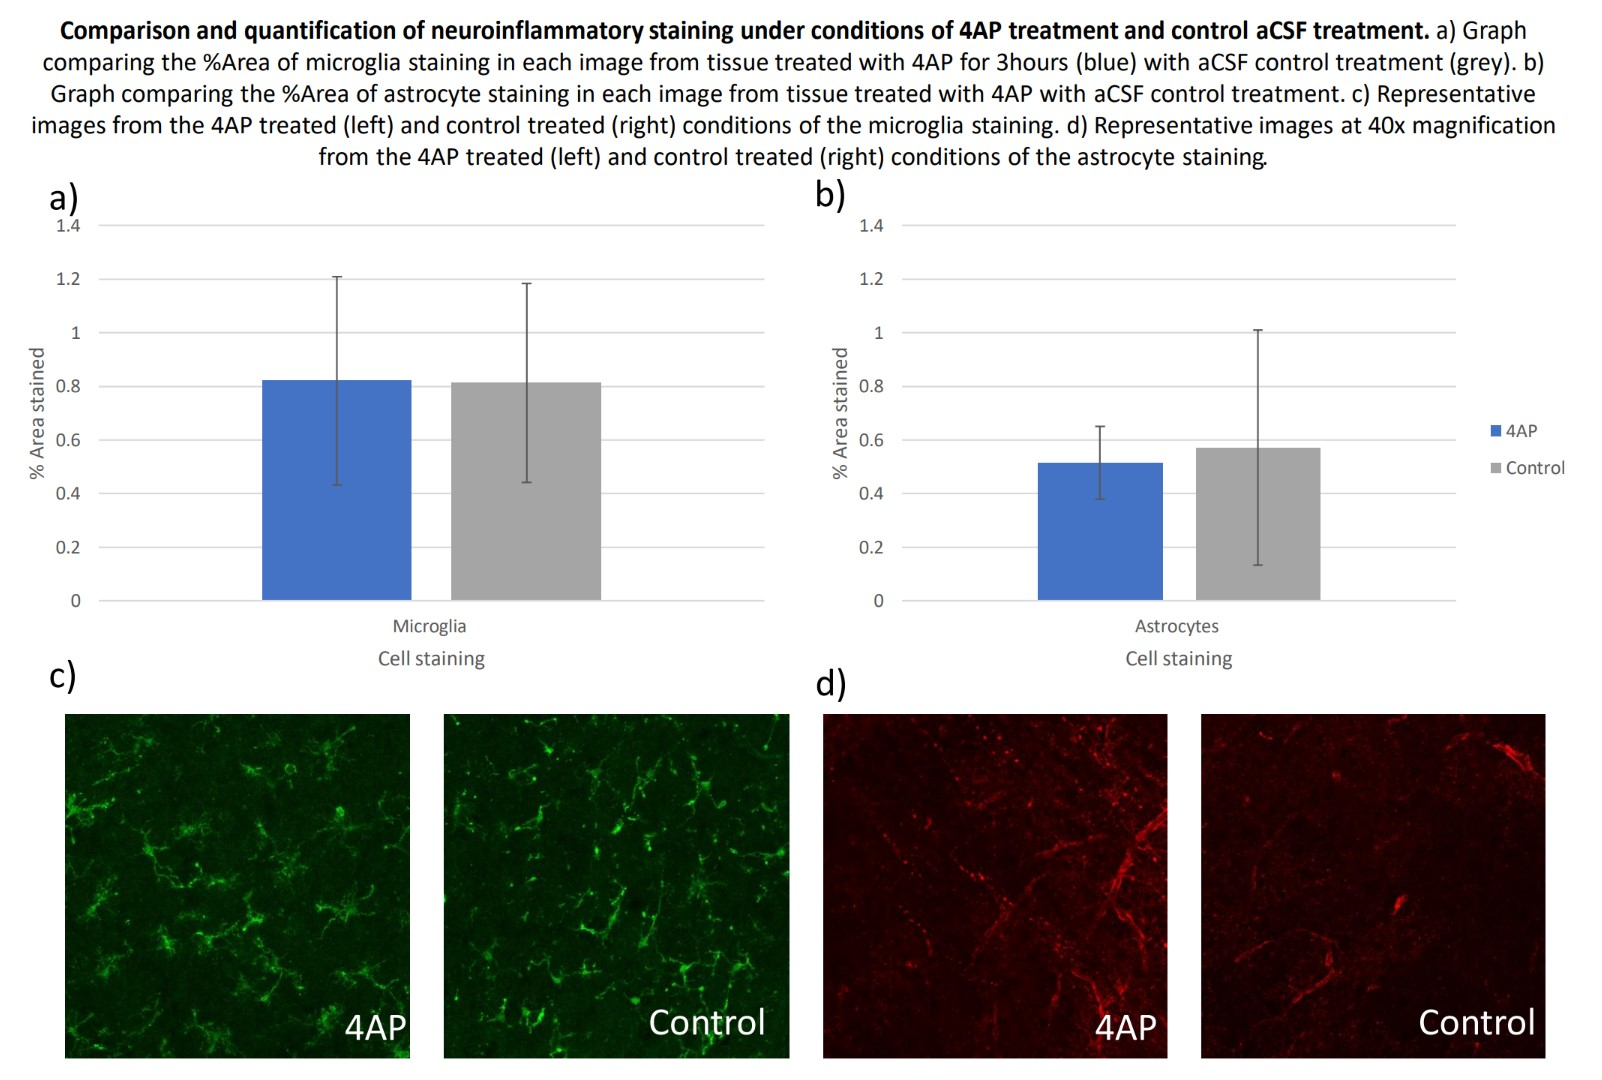 Comparison and quantification of neuroinflammatory staining under conditions of 4AP treatment and control aCSF treatment. a) Graph
comparing the %Area of microglia staining in each image from tissue treated with 4AP for 3hours (blue) with aCSF control treatment (grey). b)
Graph comparing the %Area of astrocyte staining in each image from tissue treated with 4AP with aCSF control treatment. c) Representative
images from the 4AP treated (left) and control treated (right) conditions of the microglia staining. d) Representative images at 40x magnification
from the 4AP treated (left) and control treated (right) conditions of the astrocyte staining.
a)
1.4
1.2
1
0.8
0.6
0.4
0.2
0
% Area stained
Microglia
Cell staining
b)
1.4
1.2
1
0.8
0.6
0.4
0.2
0
% Area stained
Astrocytes
Cell staining
4AP
Control
c)
4AP
Control
d)
4AP
Control